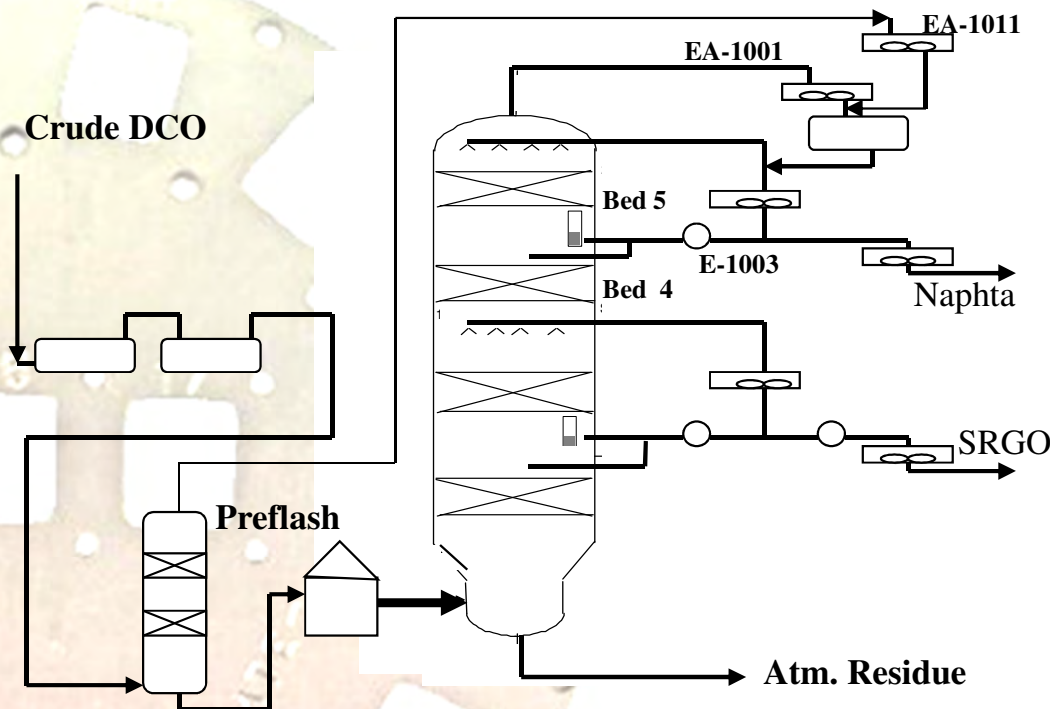 EA-1011
EA-1001
Crude DCO
Bed 5
E-1003
Bed 4
Naphta
SRGO
Preflash
Atm. Residue